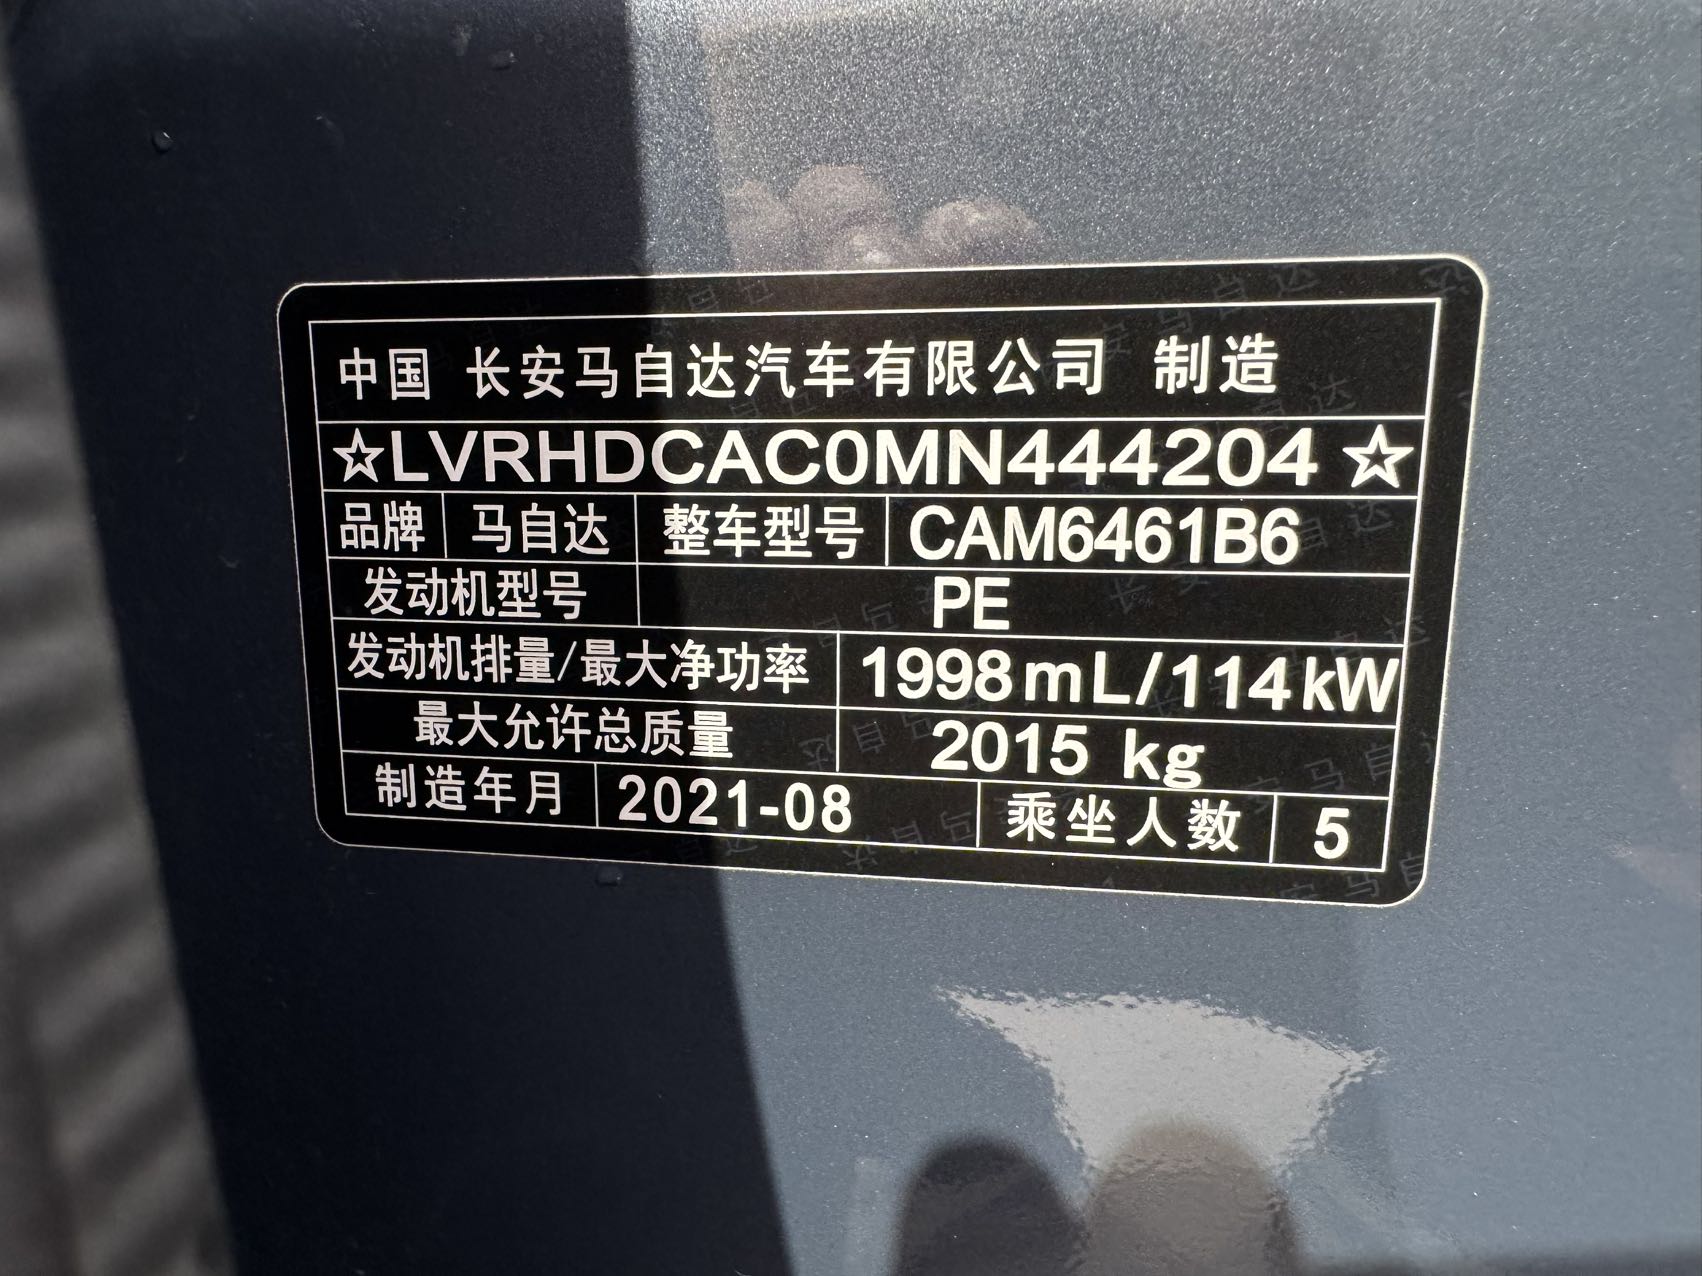 中国 长安马自达汽车有限公司 制造
☆LVRHDCAC0MN444204☆
品牌 马自达 整车型号 CAM6461B6
发动机型号 PE
发动机排量/最大净功率 1998mL/114kW
最大允许总质量 2015 kg
制造年月 2021-08 乘坐人数 5